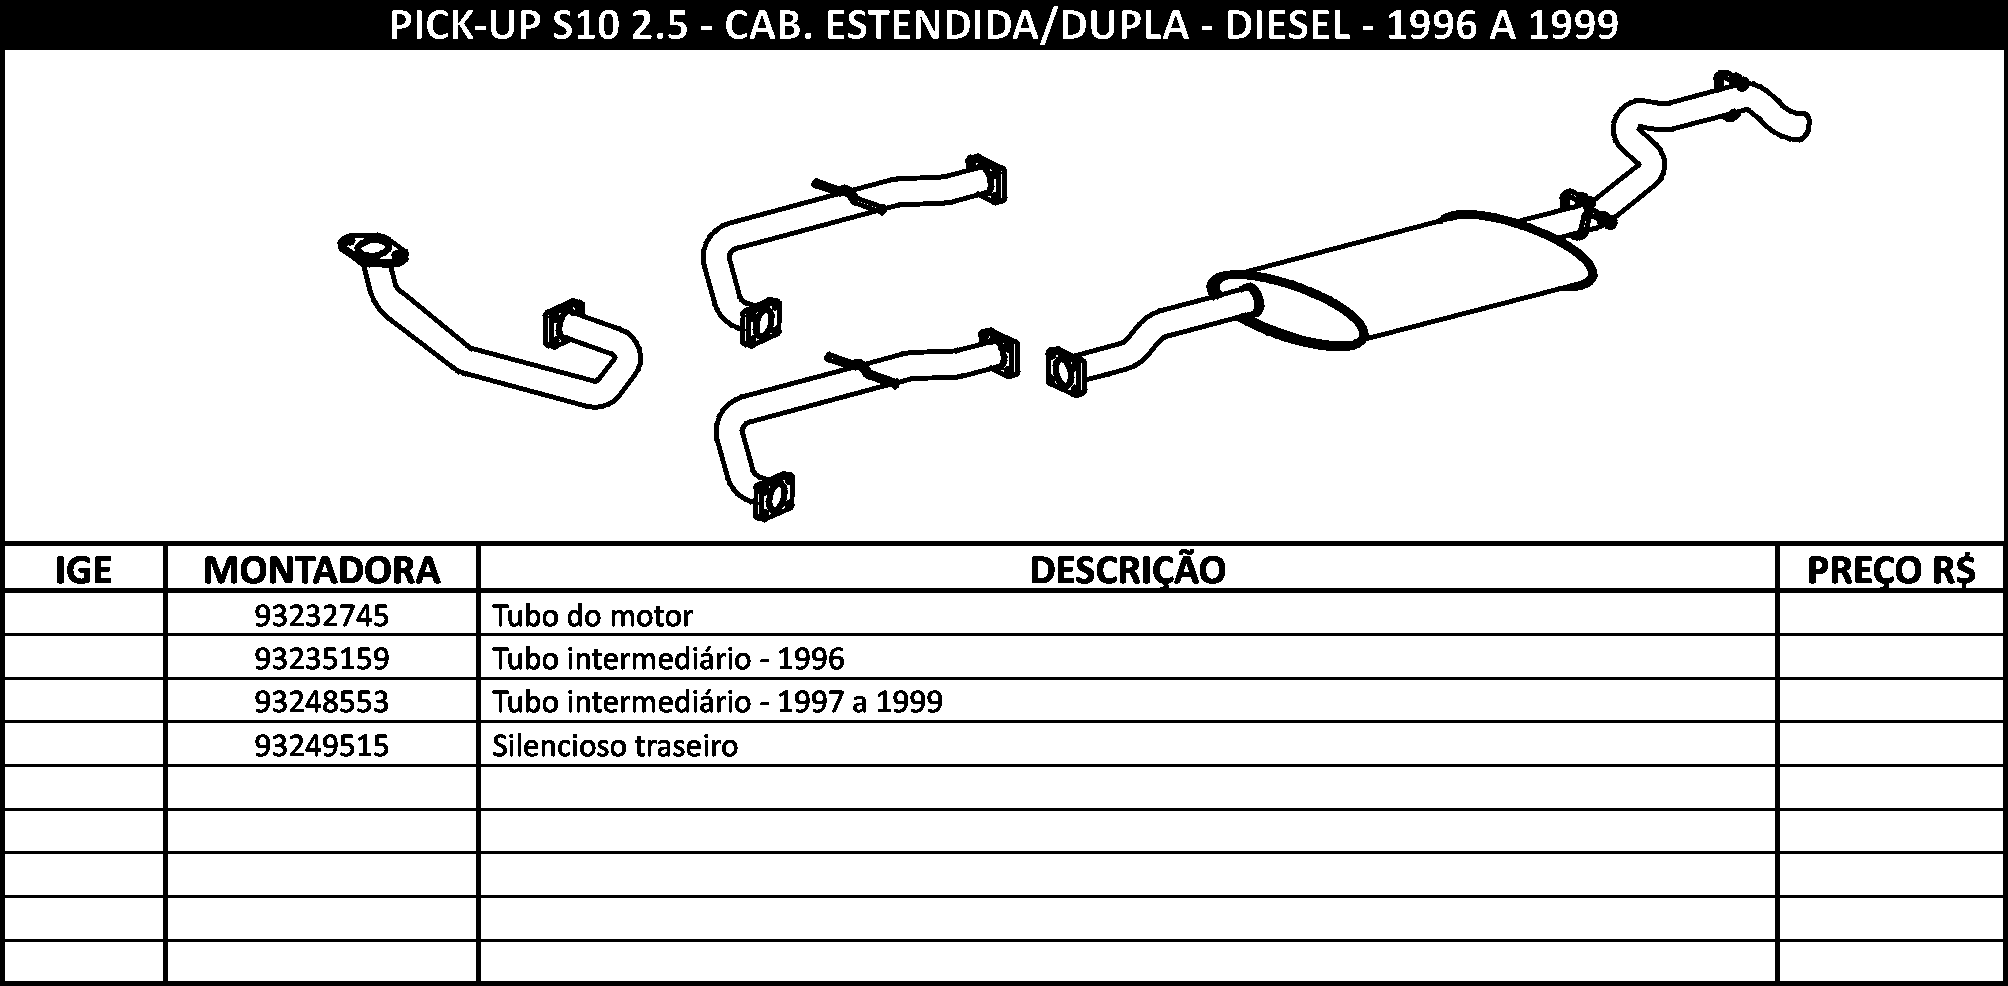 PICK-UP S10 2.5 - CAB. ESTENDIDA/DUPLA - DIESEL - 1996 A 1999
IGE MONTADORA DESCRIÇÃO PREÇO R$
93232745 Tubo do motor
93235159 Tubo intermediário - 1996
93248553 Tubo intermediário - 1997 a 1999
93249515 Silencioso traseiro